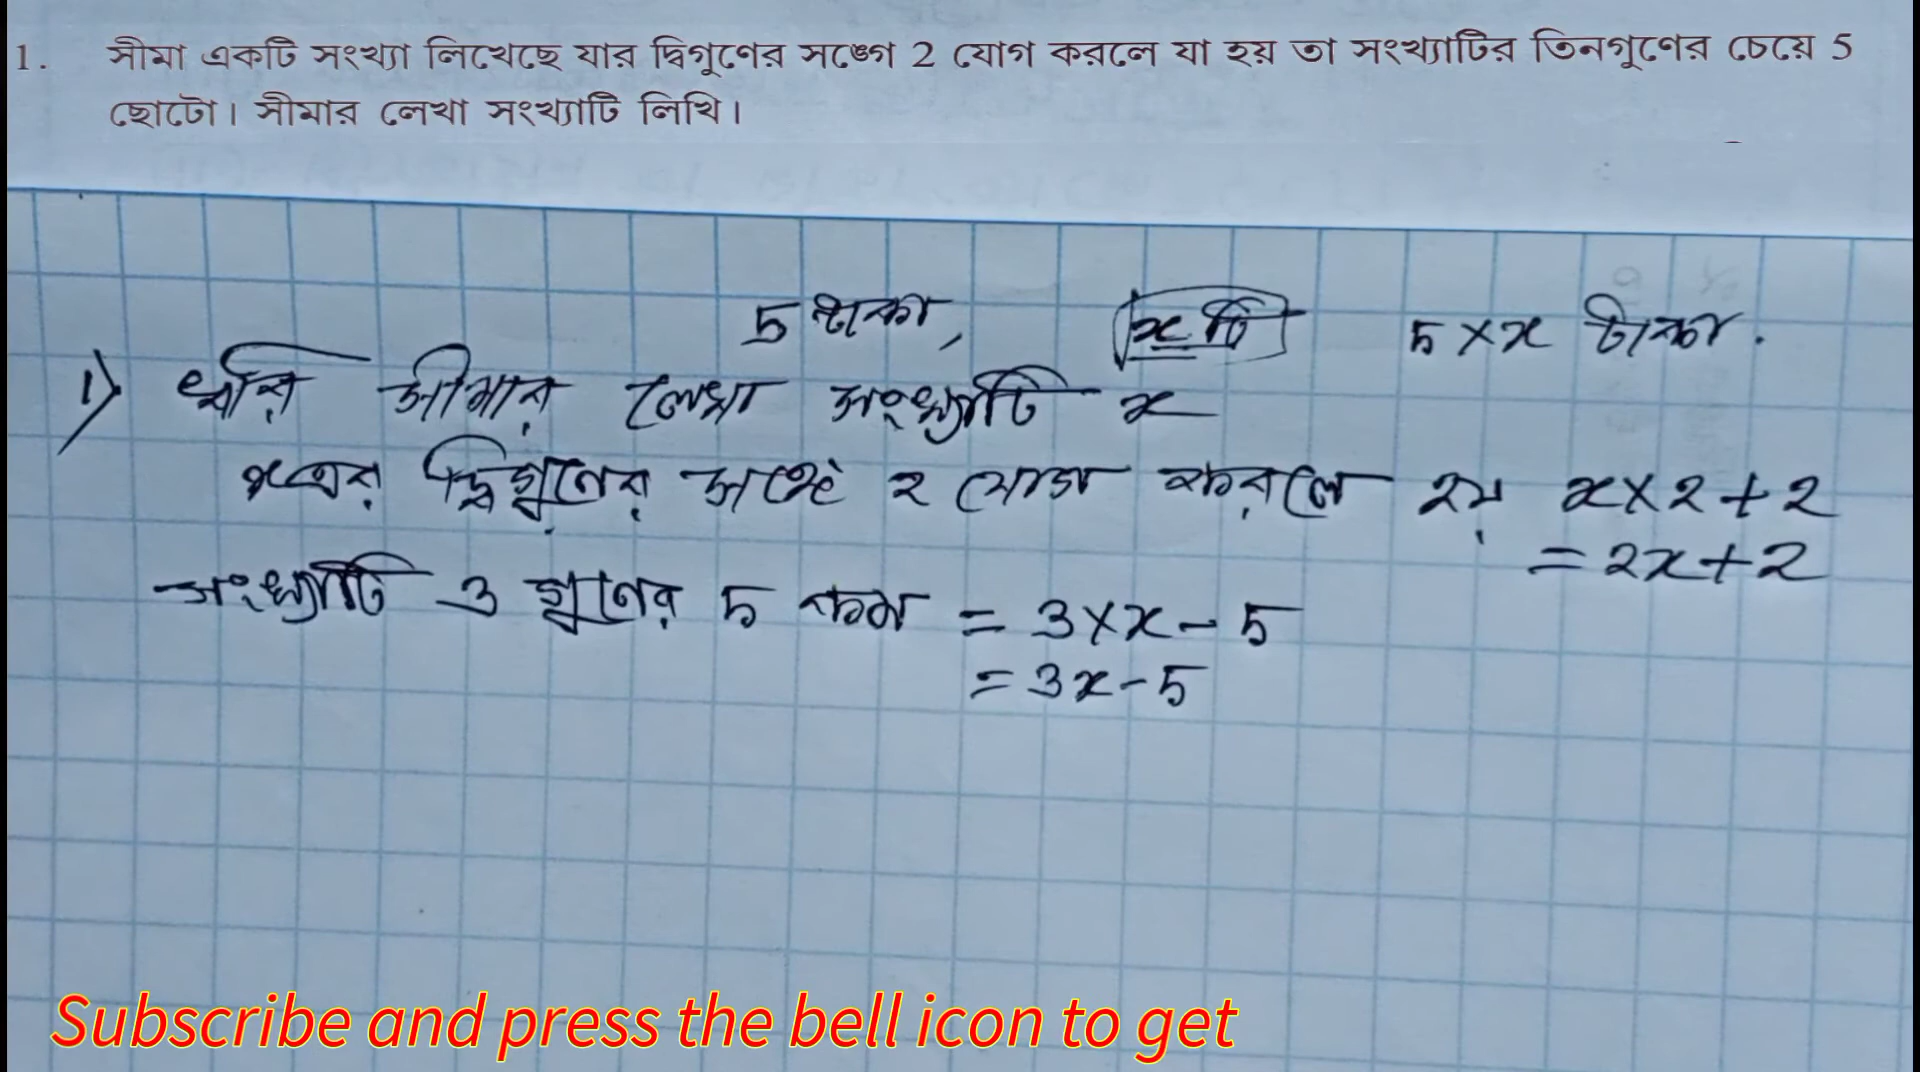 1. সীমা একটি সংখ্যা লিখেছে যার দ্বিগুণের সঙ্গে 2 যোগ করলে যা হয় তা সংখ্যাটির তিনগুণের চেয়ে 5
ছোটো। সীমার লেখা সংখ্যাটি লিখি।
5 টাকা, x টি 5 × x টাকা.
1) ধরি সীমার লেখা সংখ্যাটি x
x এর দ্বিগুণের সঙ্গে 2 যোগ করলে হয় x×2+2
= 2x+2
সংখ্যাটি 3 গুণের 5 কম = 3×x-5
= 3x-5
Subscribe and press the bell icon to get